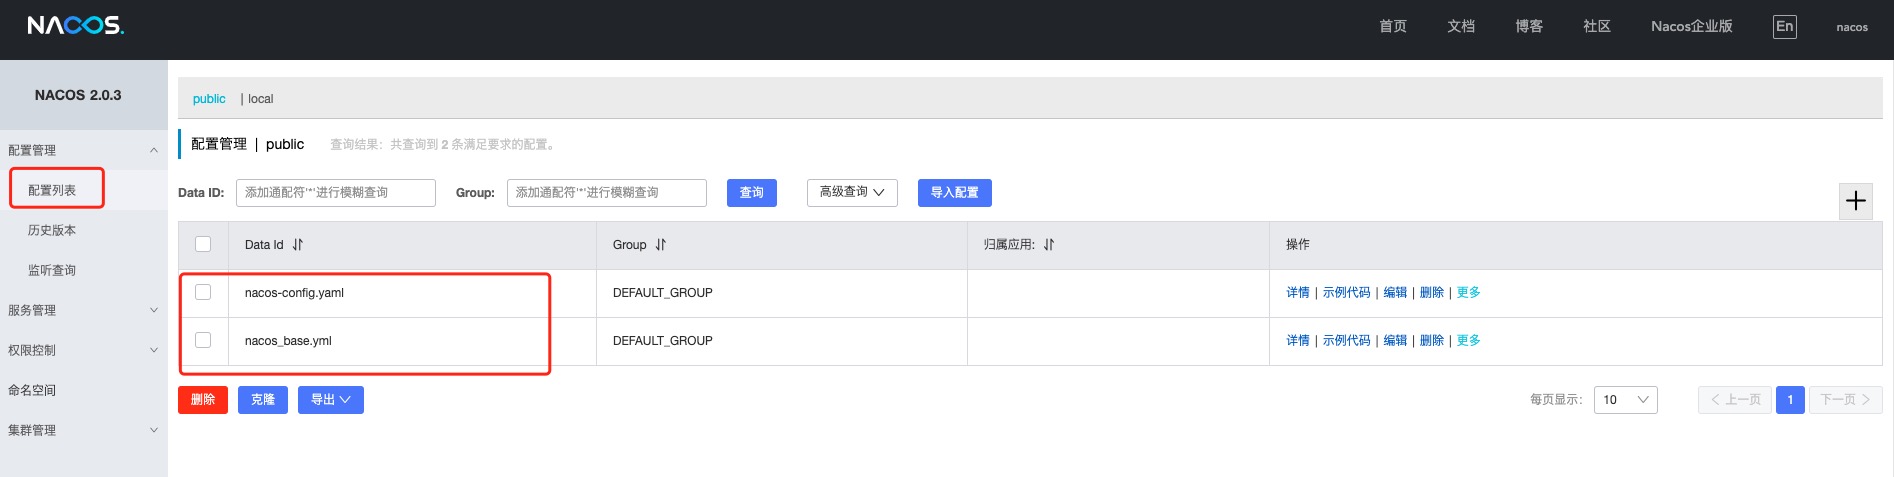 NACOS. 首页 文档 博客 社区 Nacos企业版 En nacos
NACOS 2.0.3
配置管理
配置列表
历史版本
监听查询
服务管理
权限控制
命名空间
集群管理
public | local
配置管理 | public 查询结果：共查询到 2 条满足要求的配置。
Data ID: 添加通配符'*'进行模糊查询 Group: 添加通配符'*'进行模糊查询 查询 高级查询 导入配置
Data Id Group 归属应用: 操作
nacos-config.yaml DEFAULT_GROUP 详情 | 示例代码 | 编辑 | 删除 | 更多
nacos_base.yml DEFAULT_GROUP 详情 | 示例代码 | 编辑 | 删除 | 更多
删除 克隆 导出 每页显示: 10 上一页 1 下一页